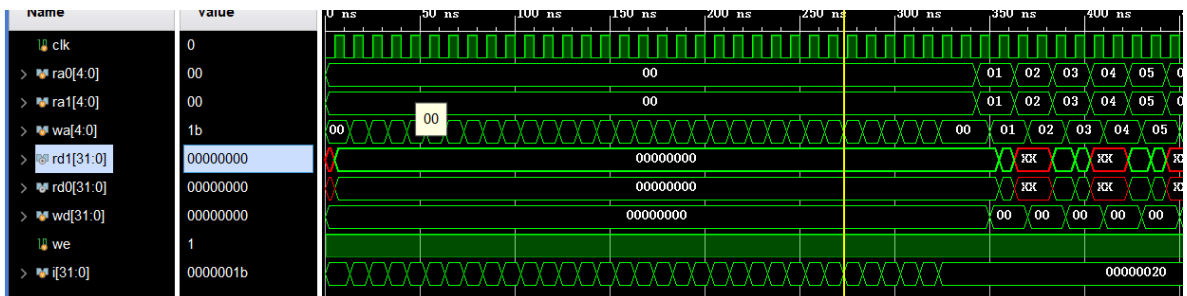 Name Value 0 ns 50 ns 100 ns 150 ns 200 ns 250 ns 300 ns 350 ns 400 ns
clk 0
ra0[4:0] 00 00 01 02 03 04 05 0
ra1[4:0] 00 00 01 02 03 04 05 0
00
wa[4:0] 1b 00 00 01 02 03 04 05
rd1[31:0] 00000000 00000000 XX XX
rd0[31:0] 00000000 00000000 XX XX
wd[31:0] 00000000 00000000 00 00 00 00 00
we 1
i[31:0] 0000001b 00000020